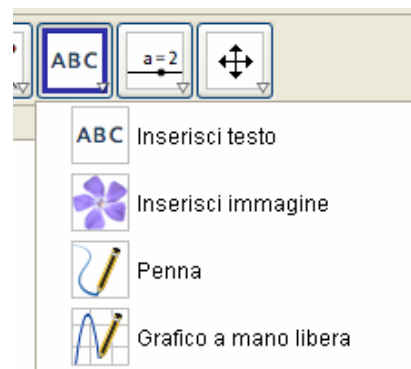 ABC a=2
ABC Inserisci testo
Inserisci immagine
Penna
Grafico a mano libera